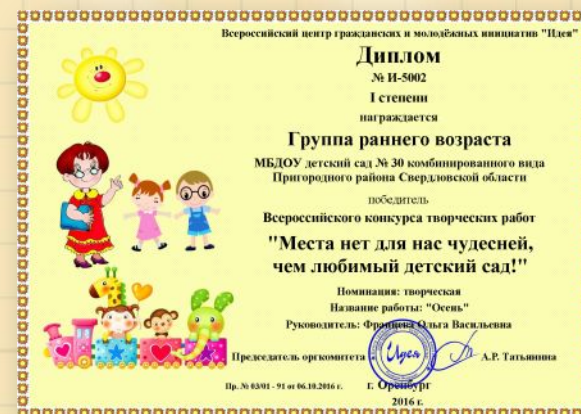 Всероссийский центр гражданских и молодёжных инициатив "Идея"
Диплом
№ И-5002
I степени
награждается
Группа раннего возраста
МБДОУ детский сад № 30 комбинированного вида
Пригородного района Свердловской области
победитель
Всероссийского конкурса творческих работ
"Места нет для нас чудесней,
чем любимый детский сад!"
Номинация: творческая
Название работы: "Осень"
Руководитель: Францева Ольга Васильевна
Председатель оргкомитета Идея А.Р. Татьянина
Пр. № 03/01 - 91 от 06.10.2016 г. г. Оренбург
2016 г.